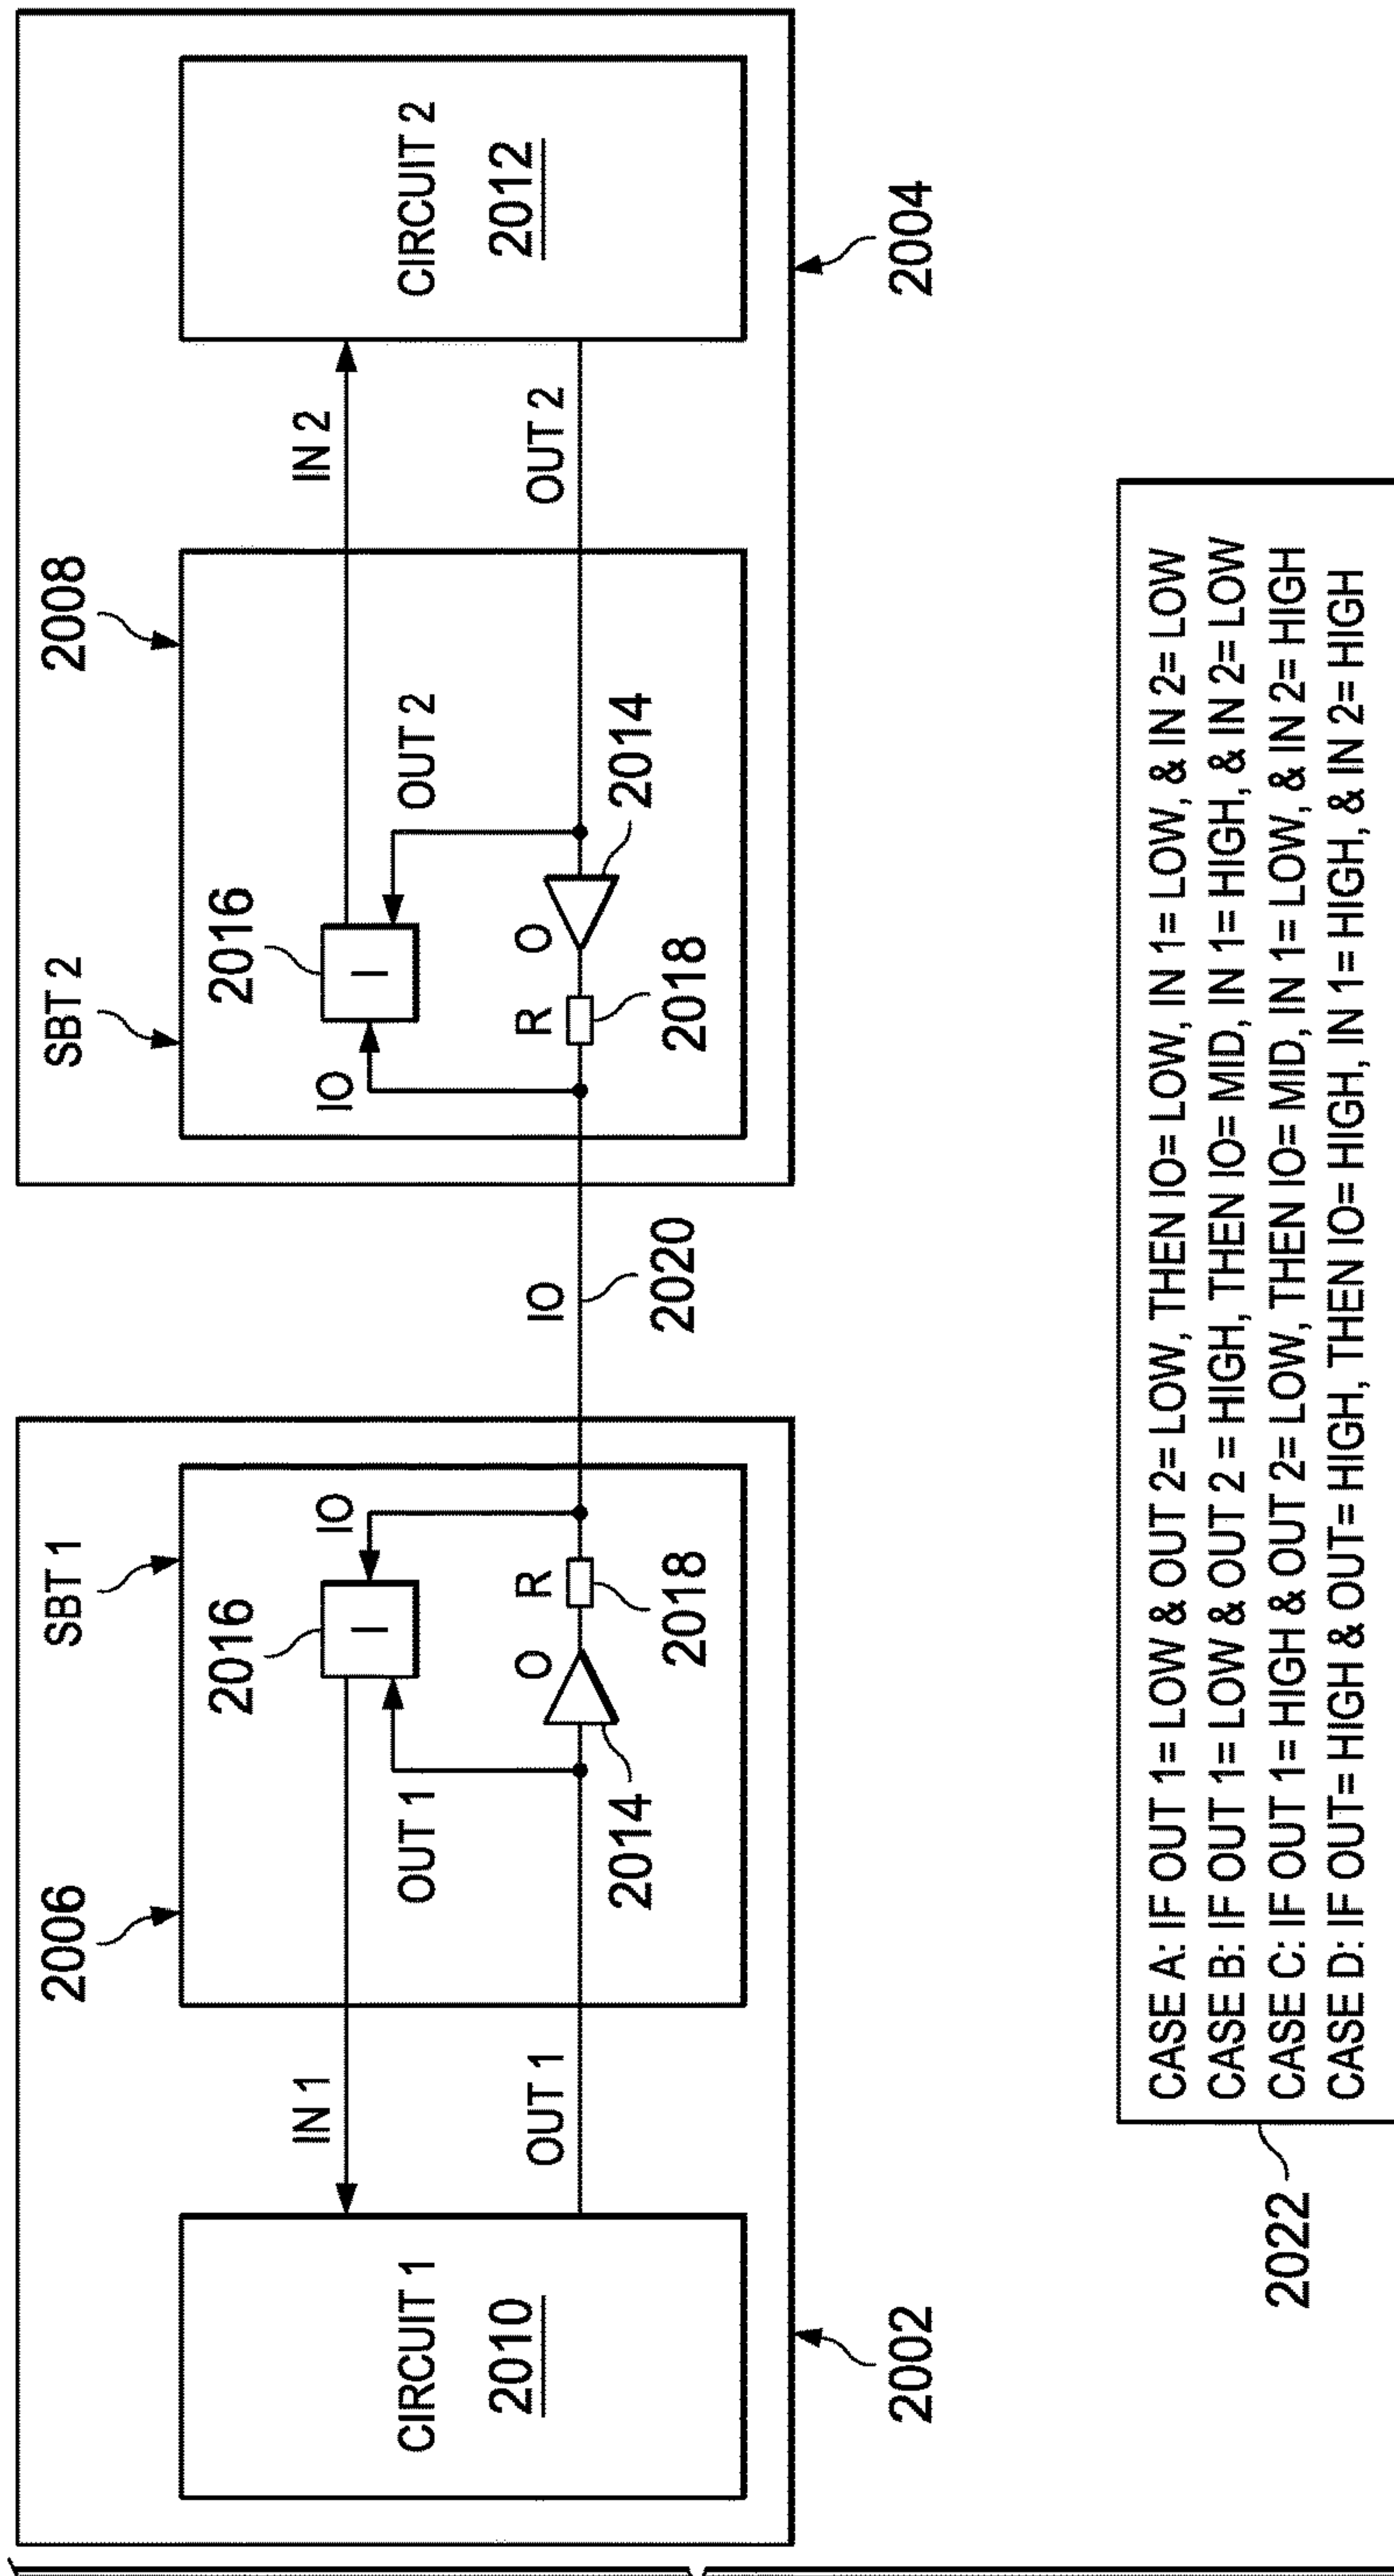 SBT 1
2006
2016
IO
IN 1
OUT 1
CIRCUIT 1
2010
O
R
OUT 1
2014
2018
2002
IO
2020
SBT 2
2008
2016
IO
IN 2
OUT 2
CIRCUIT 2
2012
R
O
OUT 2
2018
2014
2004
I
I
CASE A: IF OUT 1= LOW & OUT 2= LOW, THEN IO= LOW, IN 1= LOW, & IN 2= LOW
CASE B: IF OUT 1= LOW & OUT 2 = HIGH, THEN IO= MID, IN 1= HIGH, & IN 2= LOW
CASE C: IF OUT 1= HIGH & OUT 2= LOW, THEN IO= MID, IN 1= LOW, & IN 2= HIGH
CASE D: IF OUT= HIGH & OUT= HIGH, THEN IO= HIGH, IN 1= HIGH, & IN 2= HIGH
2022